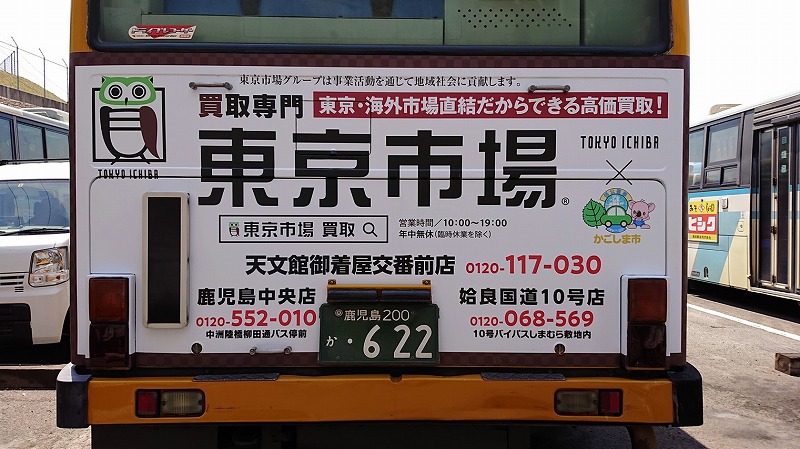 東京市場グループは事業活動を通じて地域社会に貢献します。
買取専門 東京・海外市場直結だからできる高価買取！
東京市場®
TOKYO ICHIBA
TOKYO ICHIBA
×
かごしま市
東京市場 買取
営業時間／10:00〜19:00
年中無休（臨時休業を除く）
天文館御着屋交番前店 0120-117-030
鹿児島中央店
0120-552-010
中洲陸橋柳田通バス停前
姶良国道10号店
0120-068-569
10号バイパスしまむら敷地内
鹿児島200
か・622